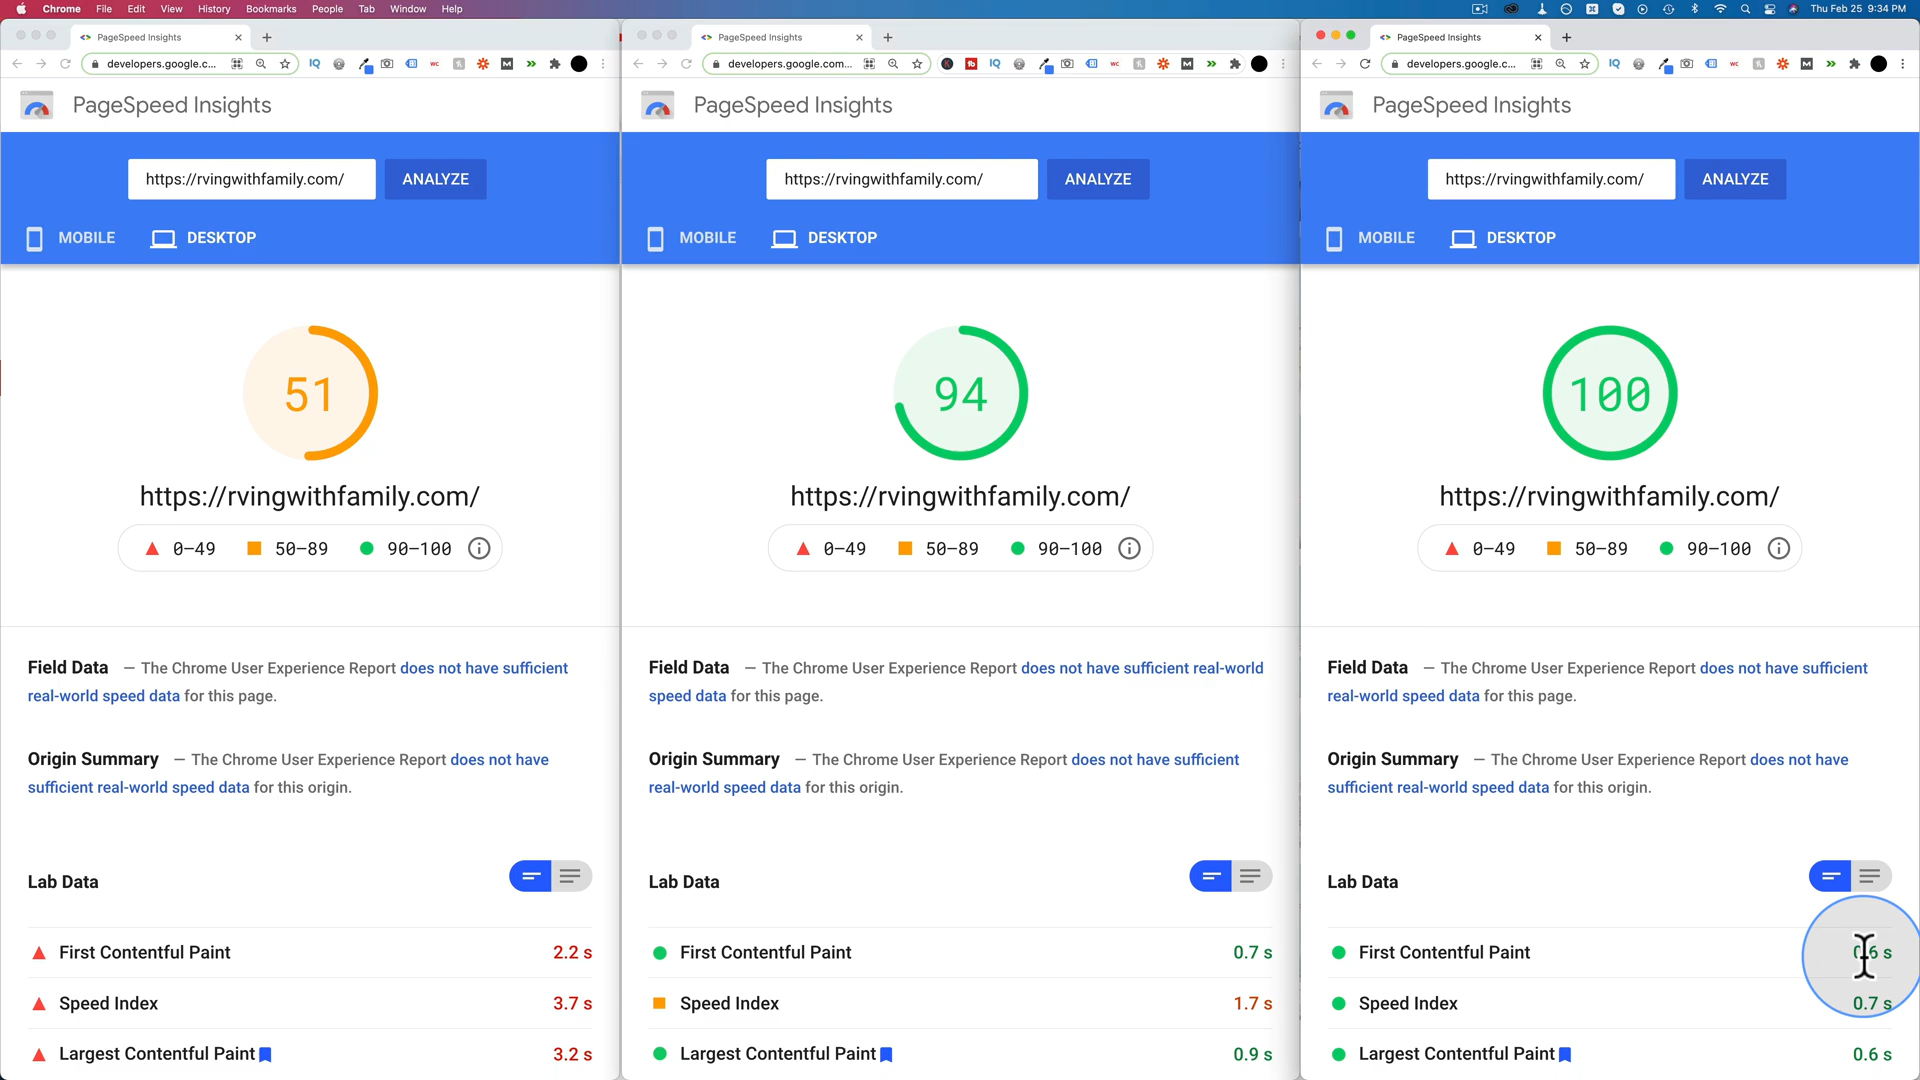 Chrome File Edit View History Bookmarks People Tab Window Help
Thu Feb 25 9:34 PM
PageSpeed Insights
developers.google.c...
PageSpeed Insights
https://rvingwithfamily.com/
ANALYZE
MOBILE
DESKTOP
51
https://rvingwithfamily.com/
0–49 50–89 90–100
Field Data — The Chrome User Experience Report does not have sufficient
real-world speed data for this page.
Origin Summary — The Chrome User Experience Report does not have
sufficient real-world speed data for this origin.
Lab Data
First Contentful Paint 2.2 s
Speed Index 3.7 s
Largest Contentful Paint 3.2 s
PageSpeed Insights
developers.google.com...
PageSpeed Insights
https://rvingwithfamily.com/
ANALYZE
MOBILE
DESKTOP
94
https://rvingwithfamily.com/
0–49 50–89 90–100
Field Data — The Chrome User Experience Report does not have sufficient real-world
speed data for this page.
Origin Summary — The Chrome User Experience Report does not have sufficient
real-world speed data for this origin.
Lab Data
First Contentful Paint 0.7 s
Speed Index 1.7 s
Largest Contentful Paint 0.9 s
PageSpeed Insights
developers.google.c...
PageSpeed Insights
https://rvingwithfamily.com/
ANALYZE
MOBILE
DESKTOP
100
https://rvingwithfamily.com/
0–49 50–89 90–100
Field Data — The Chrome User Experience Report does not have sufficient
real-world speed data for this page.
Origin Summary — The Chrome User Experience Report does not have
sufficient real-world speed data for this origin.
Lab Data
First Contentful Paint 0.6 s
Speed Index 0.7 s
Largest Contentful Paint 0.6 s